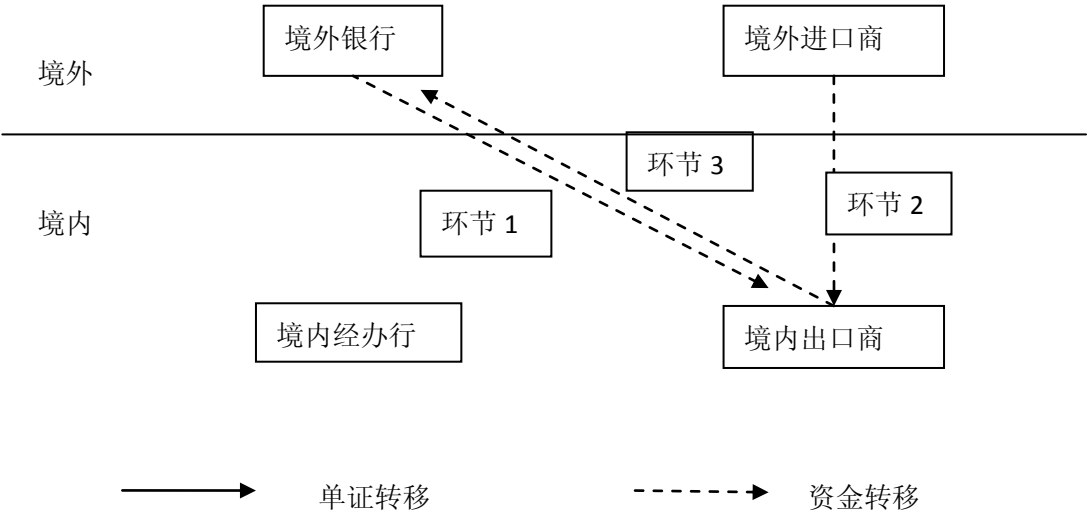 境外银行
境外进口商
境外
环节 3
环节 2
环节 1
境内
境内经办行
境内出口商
单证转移
资金转移